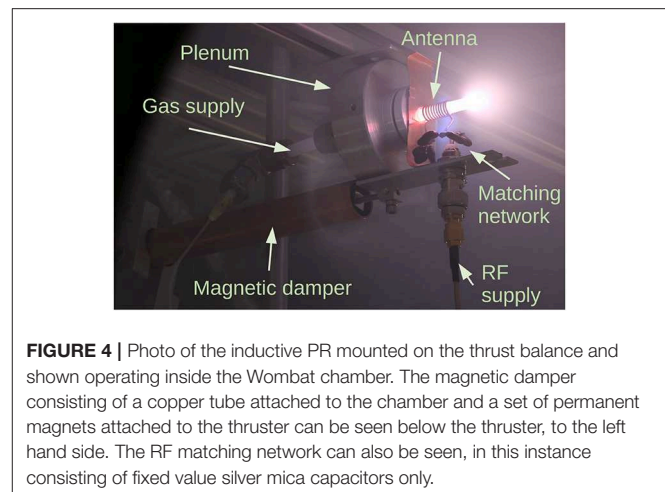 Antenna
Plenum
Gas supply
Matching
network
Magnetic damper
RF
supply
FIGURE 4 | Photo of the inductive PR mounted on the thrust balance and
shown operating inside the Wombat chamber. The magnetic damper
consisting of a copper tube attached to the chamber and a set of permanent
magnets attached to the thruster can be seen below the thruster, to the left
hand side. The RF matching network can also be seen, in this instance
consisting of fixed value silver mica capacitors only.